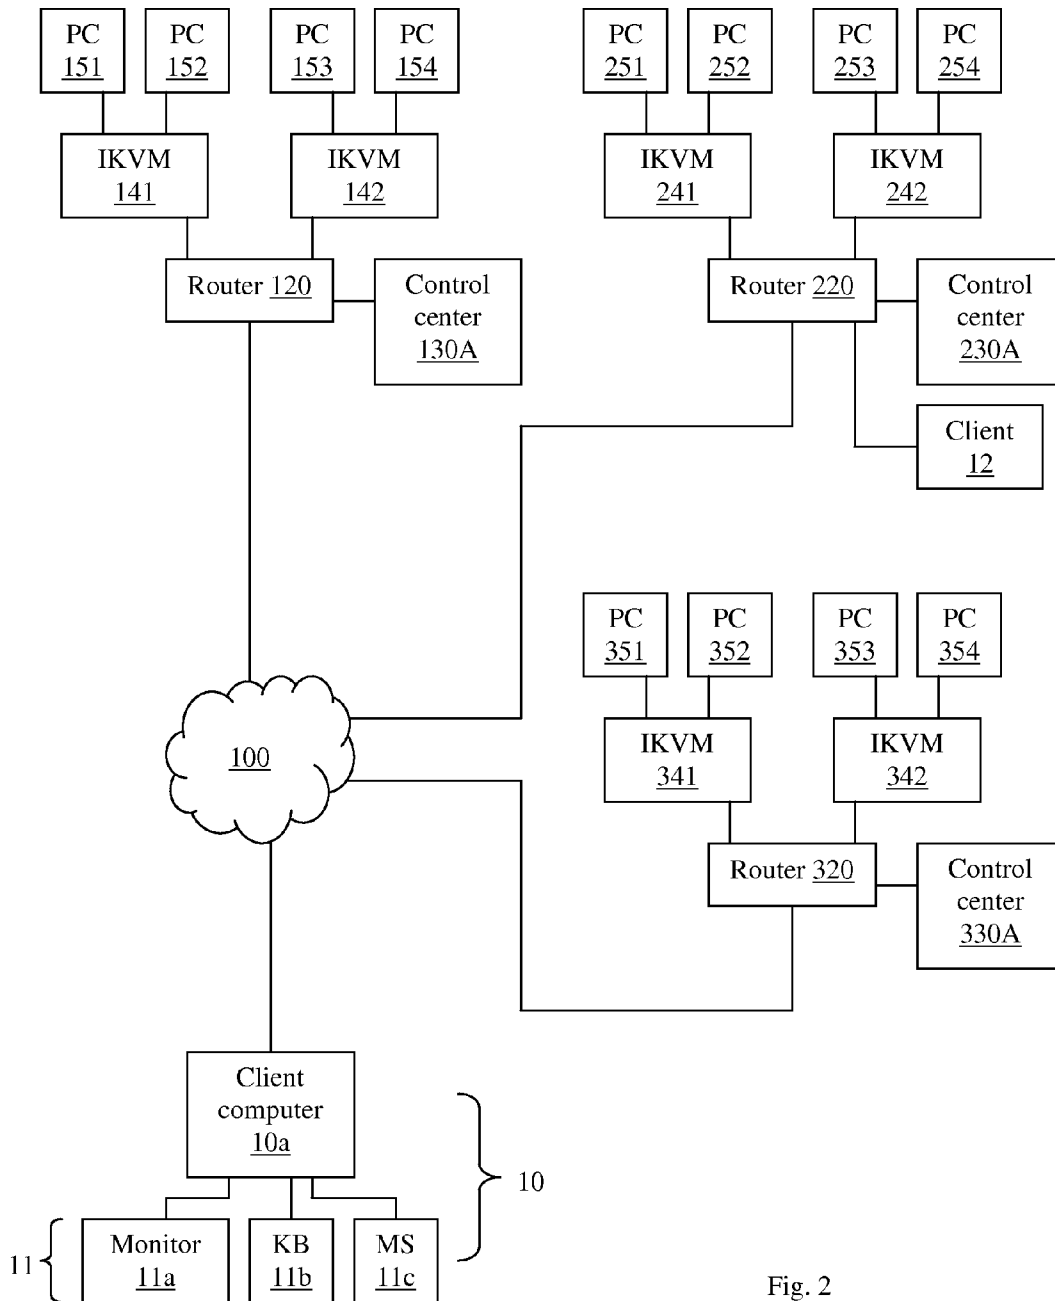 PC PC PC PC
151 152 153 154
IKVM IKVM
141 142
Router 120
Control
center
130A
PC PC PC PC
251 252 253 254
IKVM IKVM
241 242
Router 220
Control
center
230A
Client
12
PC PC PC PC
351 352 353 354
IKVM IKVM
341 342
Router 320
Control
center
330A
100
Client
computer
10a
10
11
Monitor KB MS
11a 11b 11c
Fig. 2